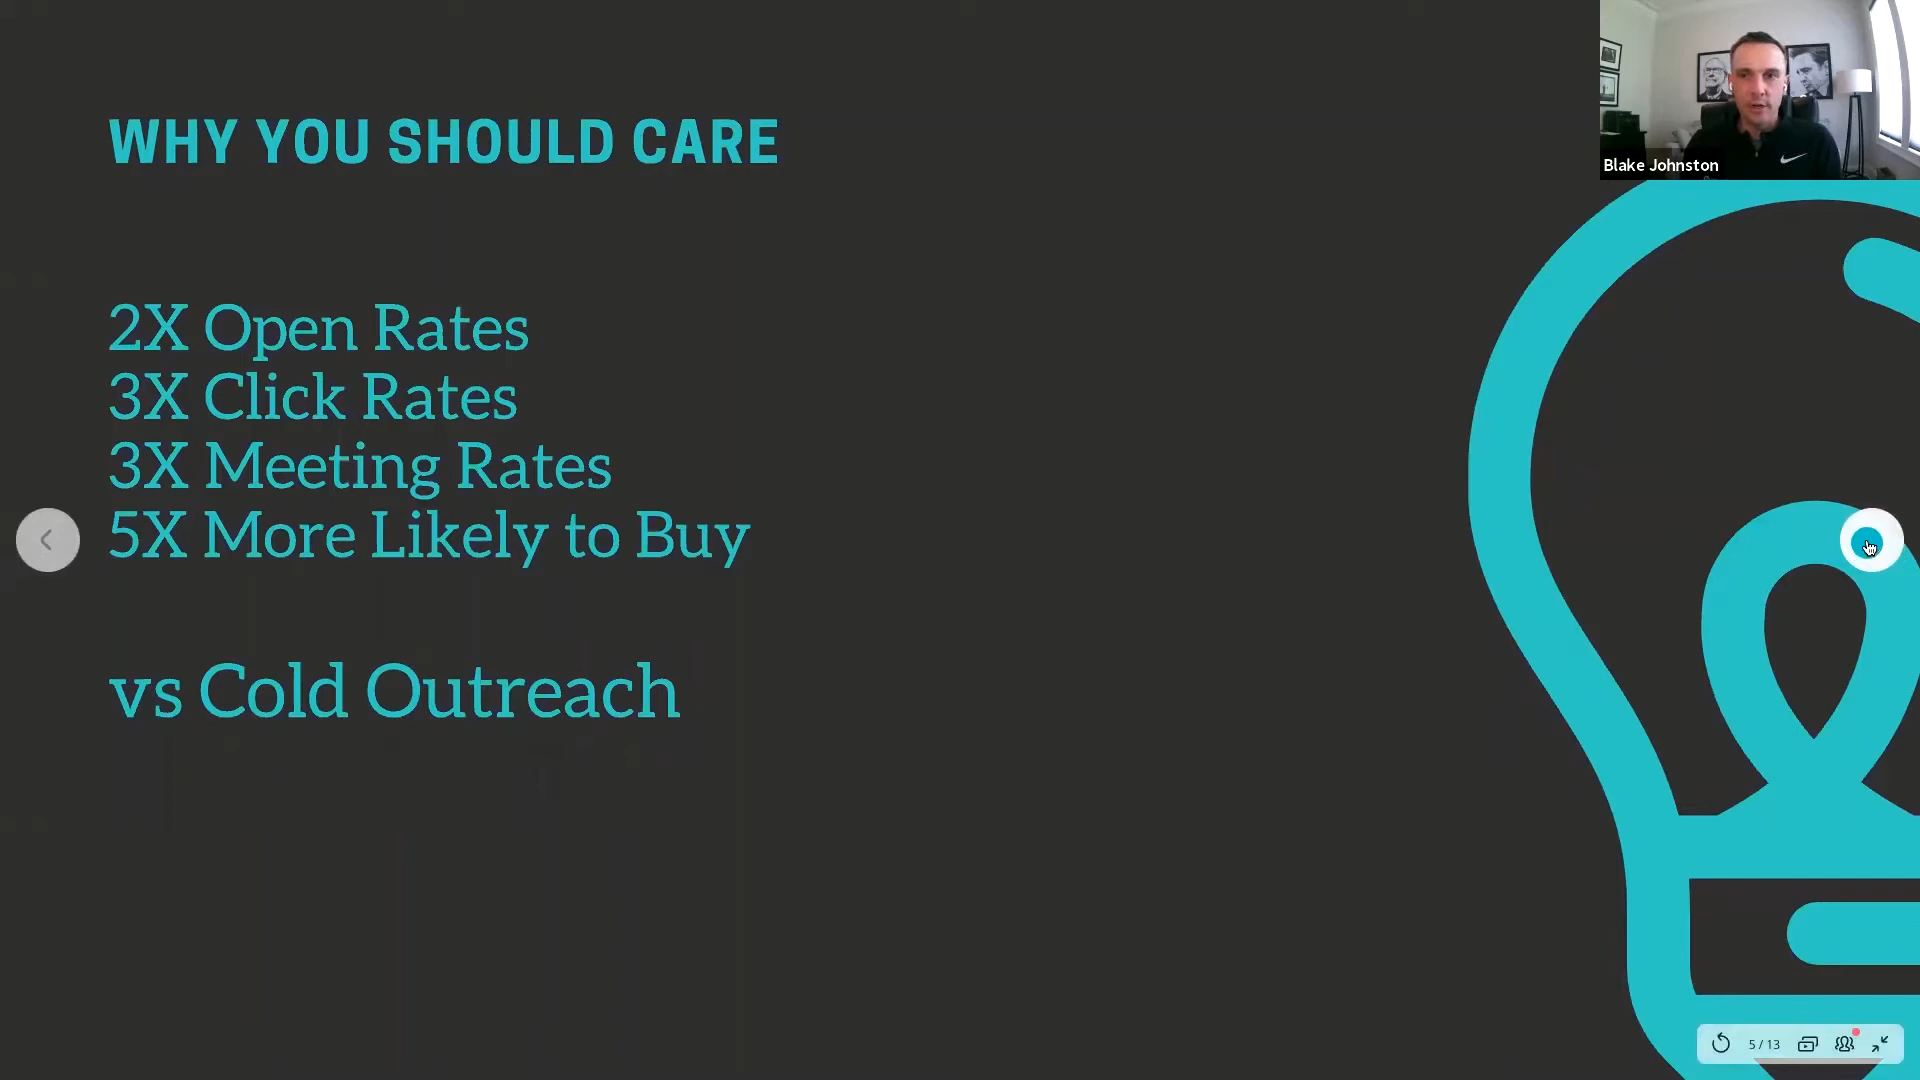 WHY YOU SHOULD CARE
2X Open Rates
3X Click Rates
3X Meeting Rates
5X More Likely to Buy
vs Cold Outreach
Blake Johnston
5 / 13